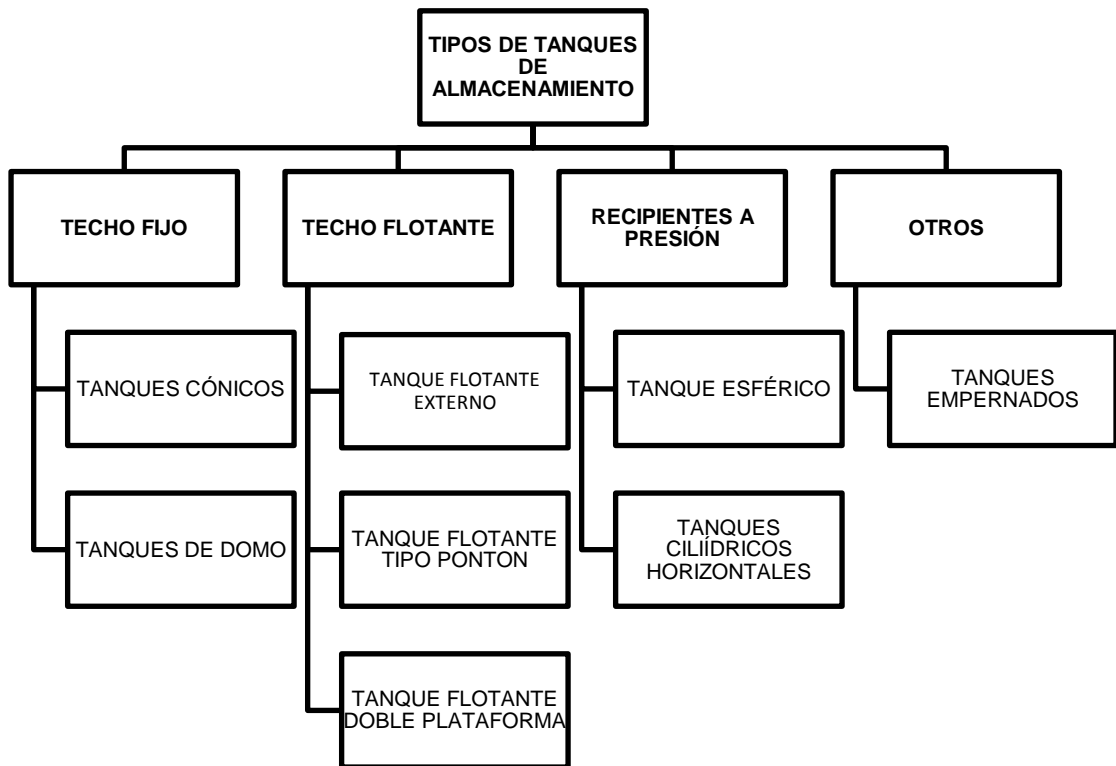 TIPOS DE TANQUES
DE
ALMACENAMIENTO
TECHO FIJO
TECHO FLOTANTE
RECIPIENTES A
PRESIÓN
OTROS
TANQUES CÓNICOS
TANQUE FLOTANTE
EXTERNO
TANQUE ESFÉRICO
TANQUES
EMPERNADOS
TANQUES DE DOMO
TANQUE FLOTANTE
TIPO PONTON
TANQUES
CILIÍDRICOS
HORIZONTALES
TANQUE FLOTANTE
DOBLE PLATAFORMA